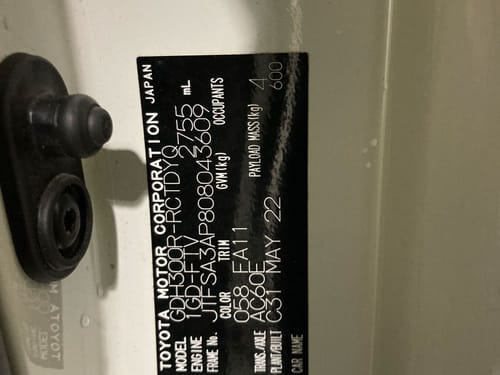 TOYOTA MOTOR CORPORATION JAPAN
MODEL GDH300R-RCTDYQ
ENGINE 1GD-FTV 2755 mL
FRAME No. JTFSA3AP808043609
COLOR TRIM GVM(kg) OCCUPANTS
058 FA11
TRANS./AXLE AC60E PAYLOAD MASS(kg) 4
PLANT/BUILT C31 MAY 22 600
CAR NAME